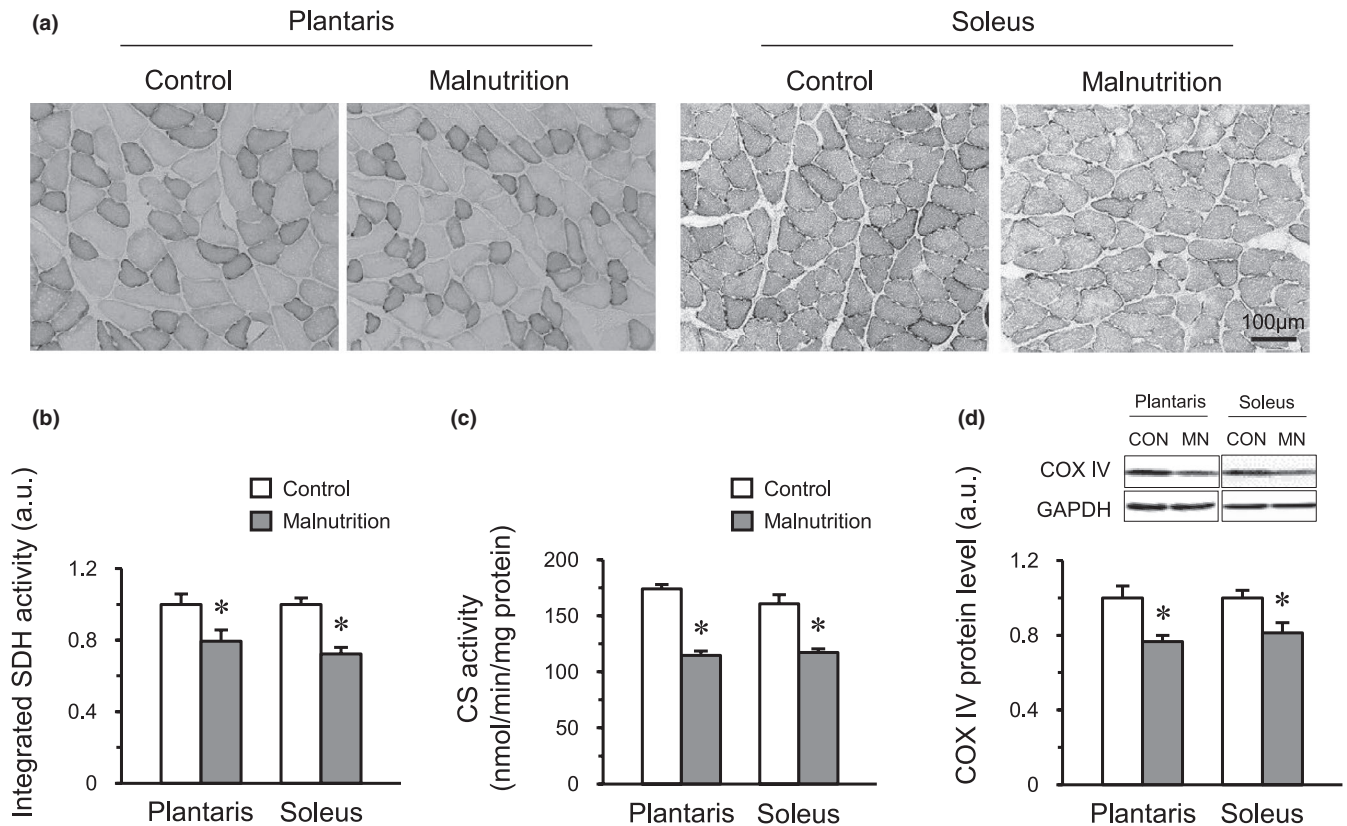 (a)
Plantaris
Soleus
Control
Malnutrition
Control
Malnutrition
100μm
(b)
Integrated SDH activity (a.u.)
Control
Malnutrition
1.2
0.8
0.4
0
*
*
Plantaris
Soleus
(c)
CS activity
(nmol/min/mg protein)
Control
Malnutrition
200
150
100
50
0
*
*
Plantaris
Soleus
(d)
Plantaris
Soleus
CON MN CON MN
COX IV
GAPDH
COX IV protein level (a.u.)
1.2
0.8
0.4
0
*
*
Plantaris
Soleus